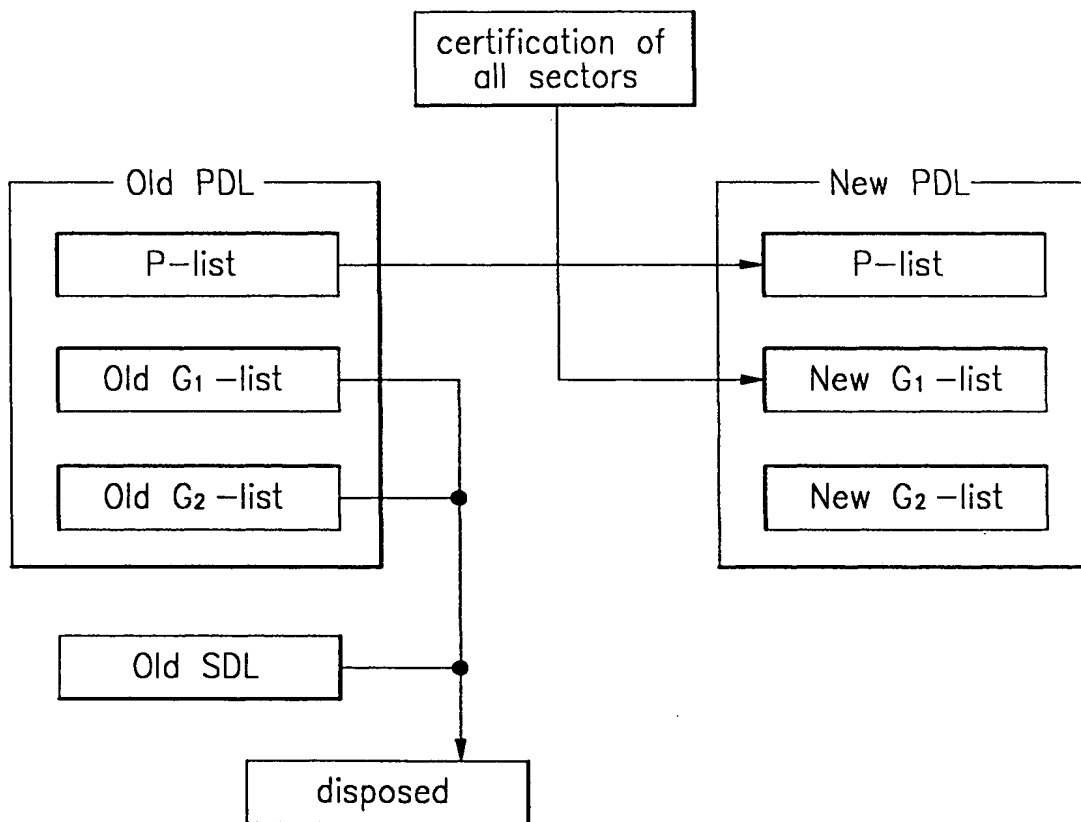 certification of
all sectors
Old PDL
P-list
Old G1-list
Old G2-list
Old SDL
disposed
New PDL
P-list
New G1-list
New G2-list